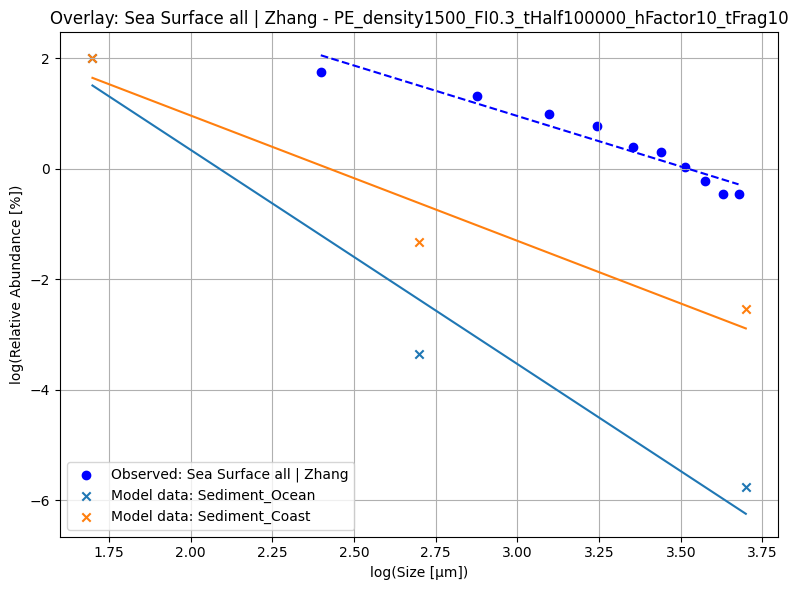 Overlay: Sea Surface all | Zhang - PE_density1500_FI0.3_tHalf100000_hFactor10_tFrag10
log(Relative Abundance [%])
2
0
−2
−4
−6
Observed: Sea Surface all | Zhang
Model data: Sediment_Ocean
Model data: Sediment_Coast
1.75
2.00
2.25
2.50
2.75
3.00
3.25
3.50
3.75
log(Size [μm])